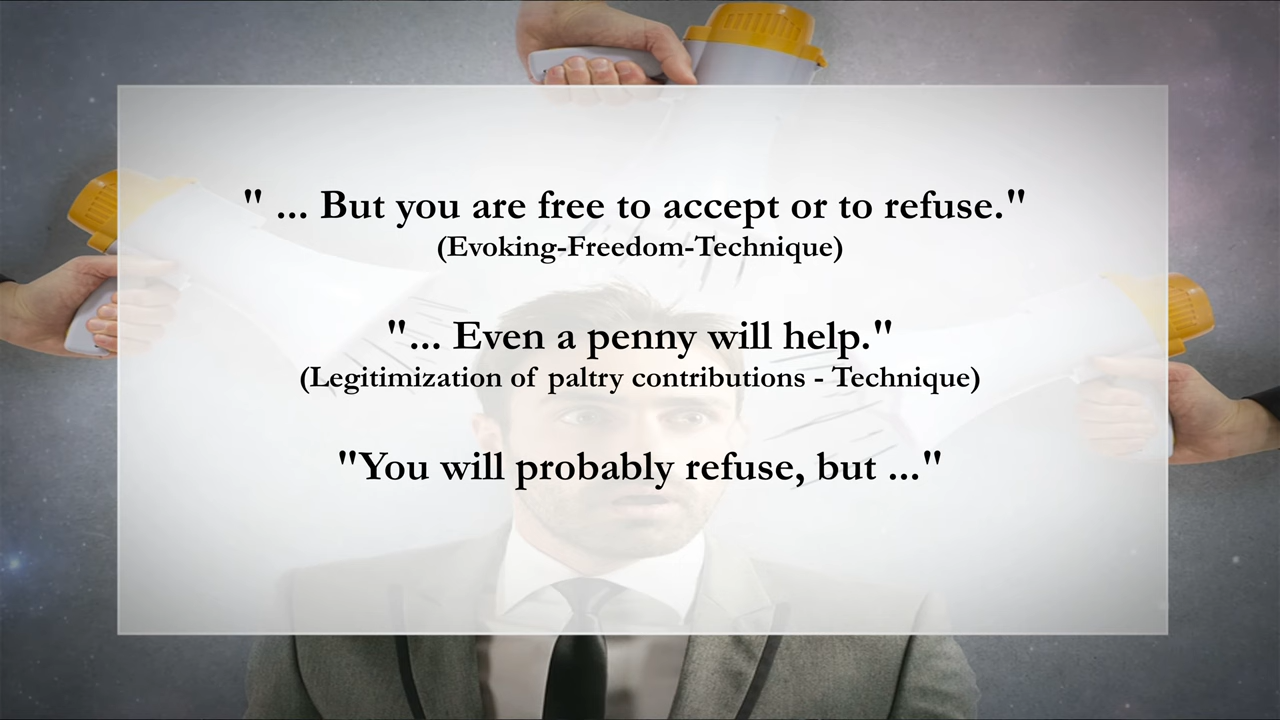 " ... But you are free to accept or to refuse."
(Evoking-Freedom-Technique)
"... Even a penny will help."
(Legitimization of paltry contributions - Technique)
"You will probably refuse, but ..."